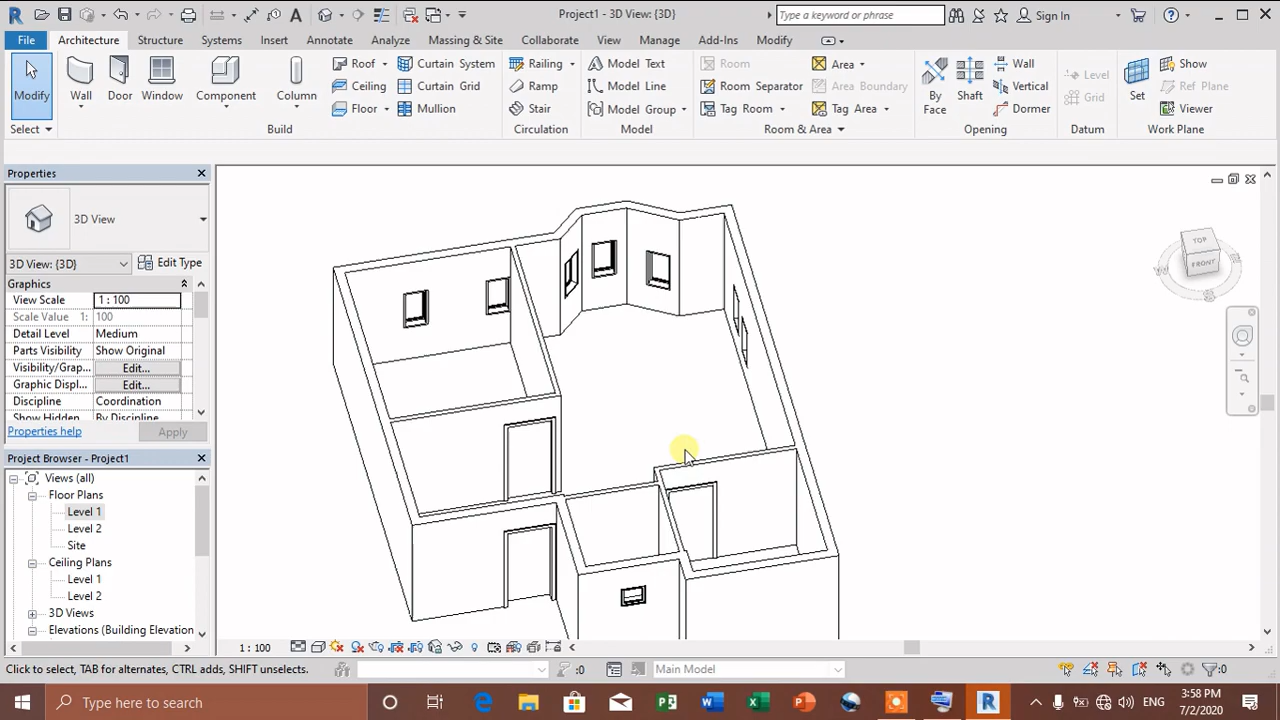 Project1 - 3D View: {3D}
Type a keyword or phrase
Sign In
File Architecture Structure Systems Insert Annotate Analyze Massing & Site Collaborate View Manage Add-Ins Modify
Modify
Wall
Door
Window
Component
Column
Roof
Ceiling
Floor
Curtain System
Curtain Grid
Mullion
Railing
Ramp
Stair
Model Text
Model Line
Model Group
Room
Room Separator
Tag Room
Area
Area Boundary
Tag Area
By Face
Shaft
Wall
Vertical
Dormer
Level
Grid
Set
Show
Ref Plane
Viewer
Select
Build
Circulation
Model
Room & Area
Opening
Datum
Work Plane
Properties
3D View
3D View: {3D}
Edit Type
Graphics
View Scale 1 : 100
Scale Value 1: 100
Detail Level Medium
Parts Visibility Show Original
Visibility/Grap... Edit...
Graphic Displ... Edit...
Discipline Coordination
Show Hidden By Discipline
Properties help
Apply
Project Browser - Project1
Views (all)
Floor Plans
Level 1
Level 2
Site
Ceiling Plans
Level 1
Level 2
3D Views
Elevations (Building Elevation
TOP
FRONT
1 : 100
Click to select, TAB for alternates, CTRL adds, SHIFT unselects.
:0
Main Model
:0
Type here to search
ENG
3:58 PM
7/2/2020